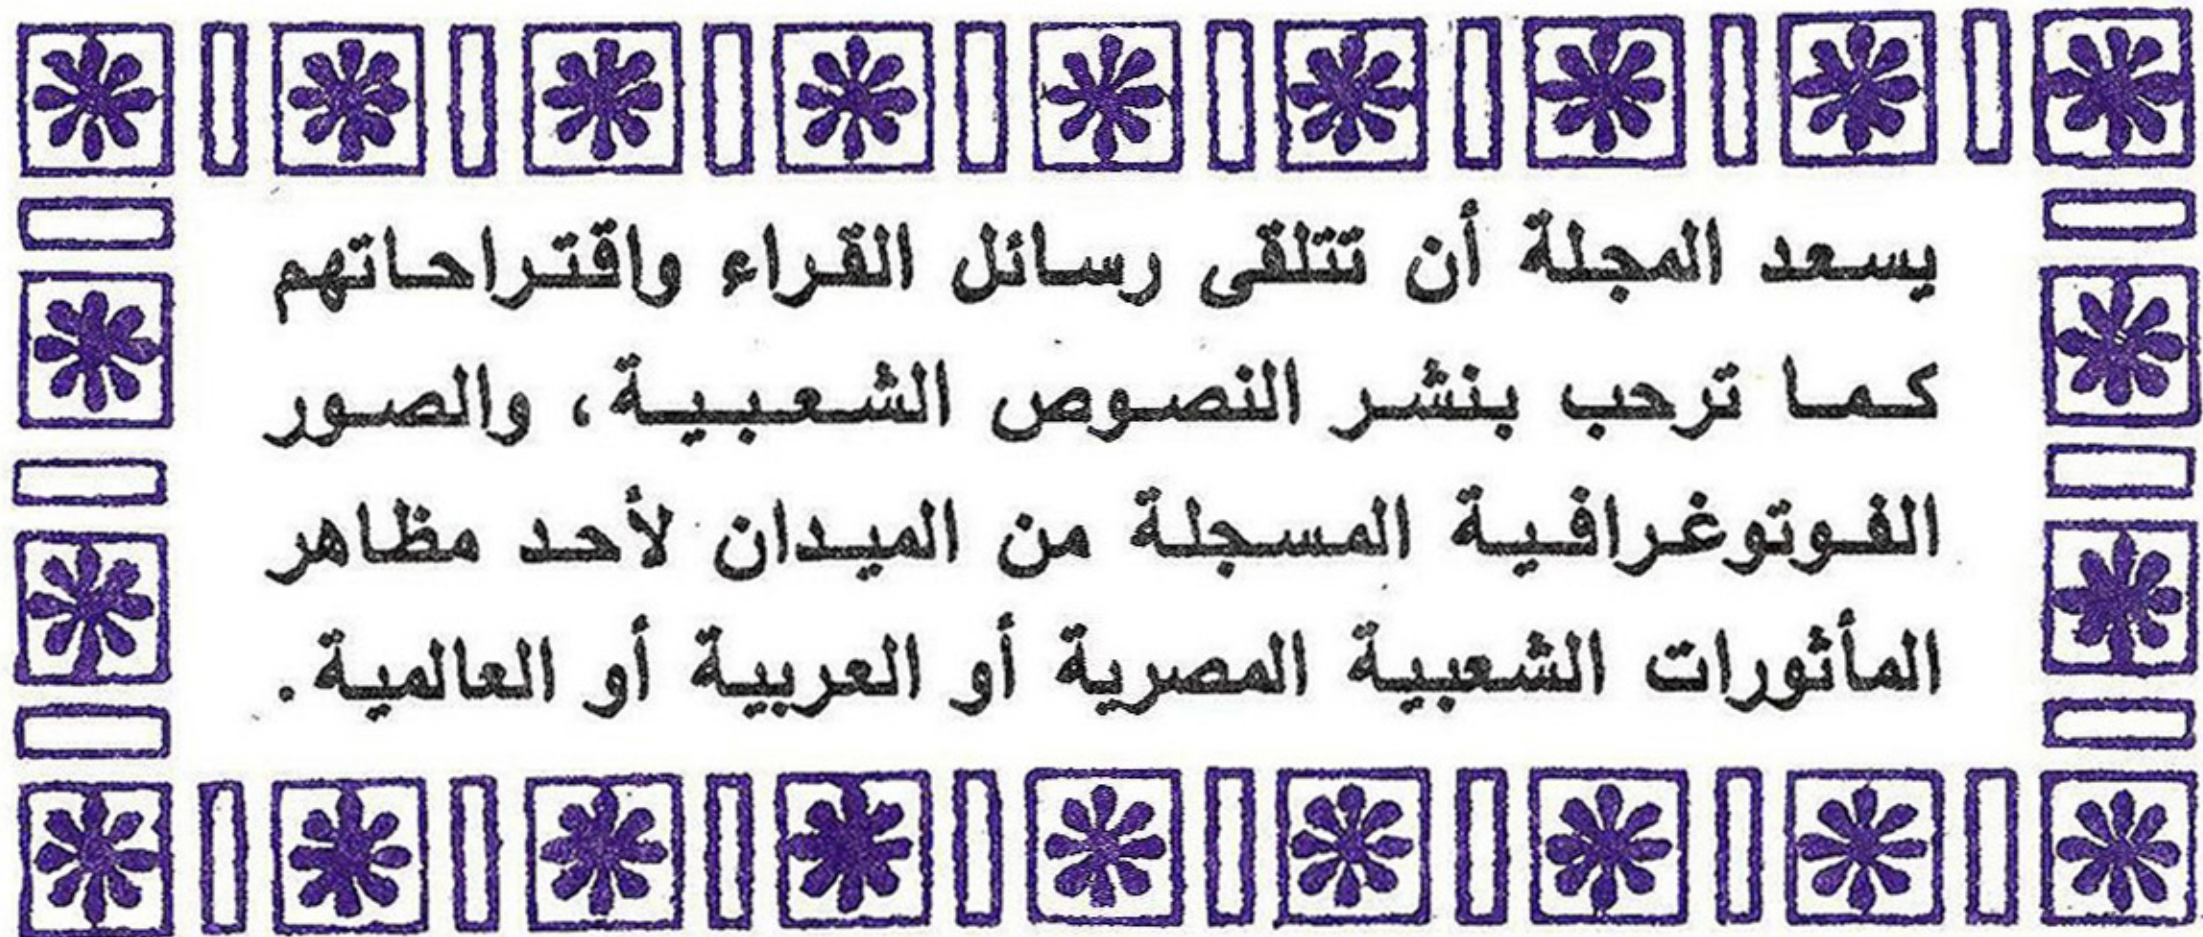 يسعد المجلة أن تتلقى رسائل القراء واقتراحاتهم
كما ترحب بنشر النصوص الشعبية، والصور
الفوتوغرافية المسجلة من الميدان لأحد مظاهر
المأثورات الشعبية المصرية أو العربية أو العالمية.